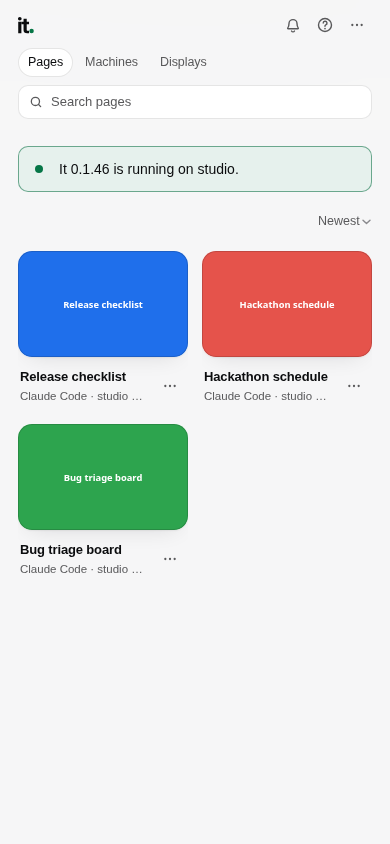 it.
Pages Machines Displays
Search pages
It 0.1.46 is running on studio.
Newest
Release checklist
Hackathon schedule
Release checklist
Claude Code · studio ...
Hackathon schedule
Claude Code · studio ...
Bug triage board
Bug triage board
Claude Code · studio ...